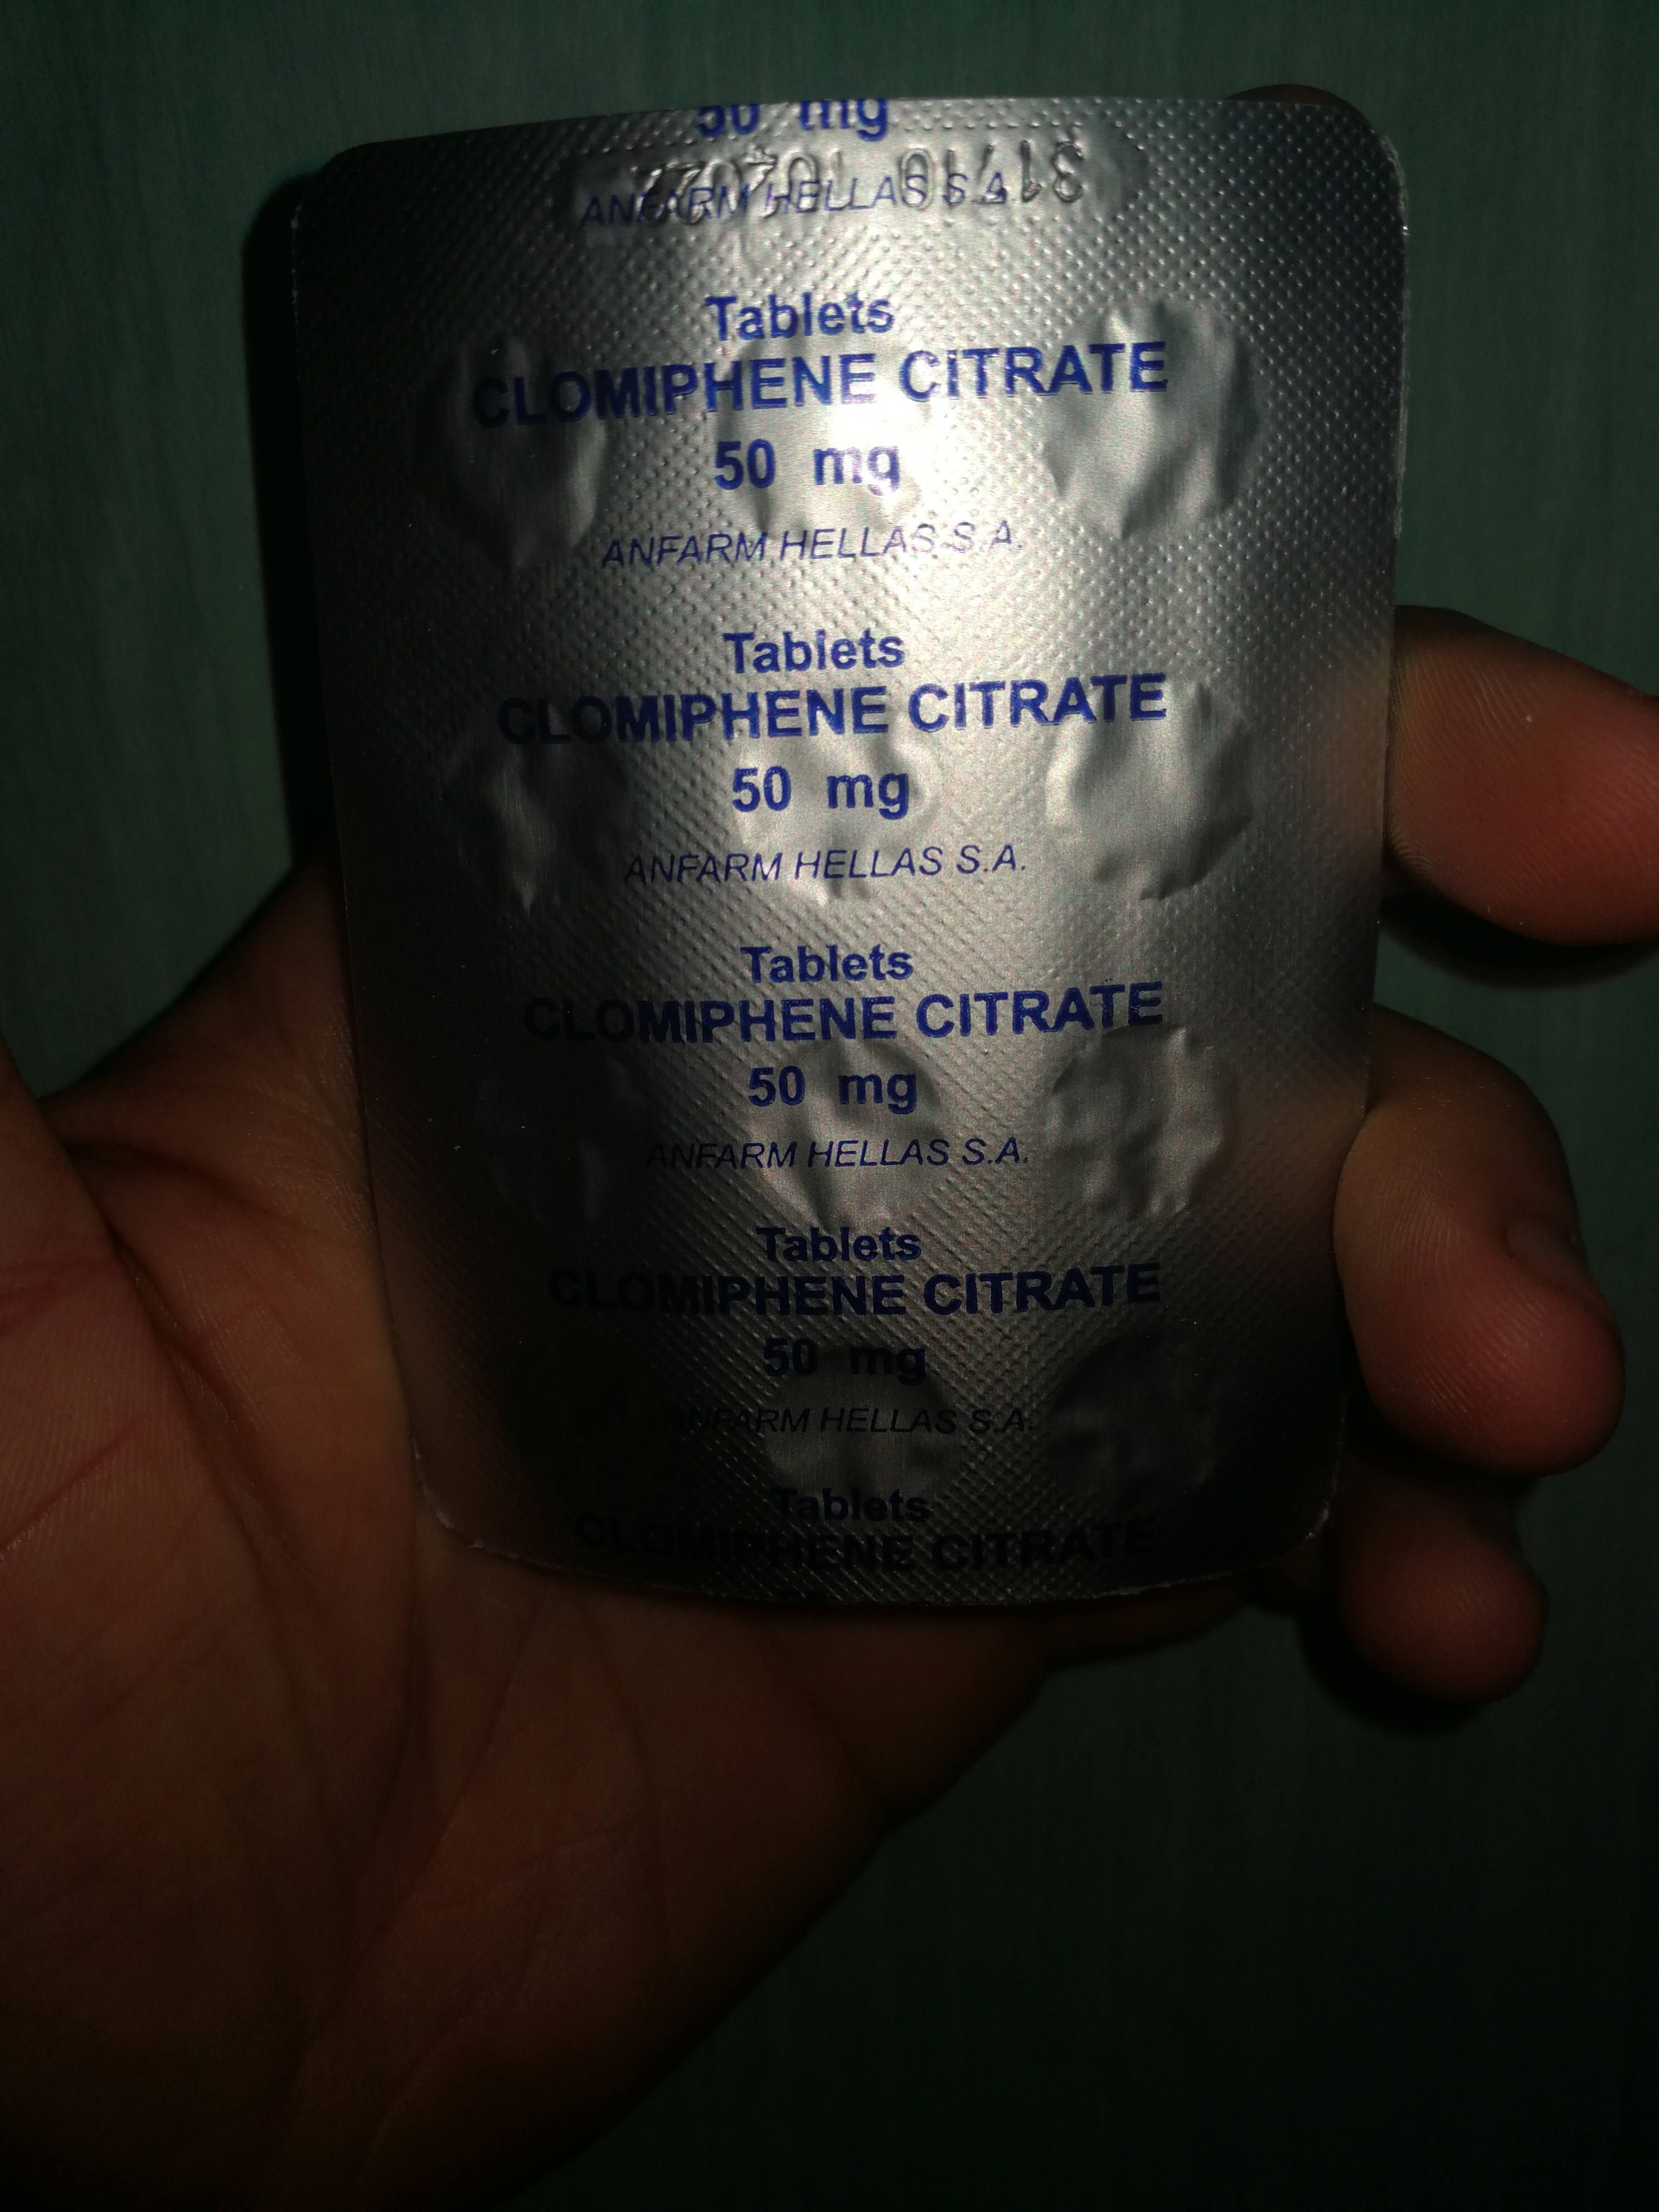 50 mg
ANFARM HELLAS S.A.
Tablets
CLOMIPHENE CITRATE
50 mg
ANFARM HELLAS S.A.
Tablets
CLOMIPHENE CITRATE
50 mg
ANFARM HELLAS S.A.
Tablets
CLOMIPHENE CITRATE
50 mg
ANFARM HELLAS S.A.
Tablets
CLOMIPHENE CITRATE
50 mg
ANFARM HELLAS S.A.
Tablets
CLOMIPHENE CITRATE